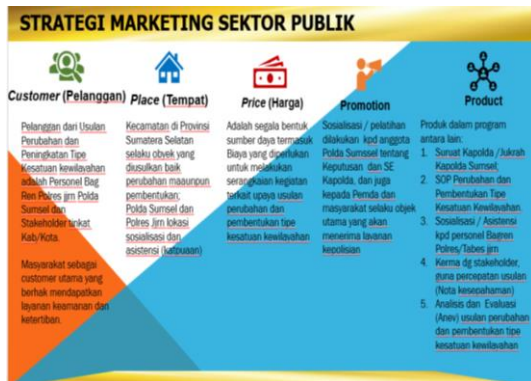 STRATEGI MARKETING SEKTOR PUBLIK
Customer (Pelanggan)
Pelanggan dari Usulan
Perubahan dan
Peningkatan Tipe
Kesatuan kewilayahan
adalah Personel Bag
Ren Polres jjrn Polda
Sumsel dan
Stakeholder tinkat
Kab/Kota.
Masyarakat sebagai
customer utama yang
berhak mendapatkan
layanan keamanan dan
ketertiban.
Place (Tempat)
Kecamatan di Provinsi
Sumatera Selatan
selaku obyek yang
diusulkan baik
perubahan maaunpun
pembentukan;
Polda Sumsel dan
Polres Jjrn lokasi
sosialisasi dan
asistensi (katpuaan)
Price (Harga)
Adalah segala bentuk
sumber daya termasuk
Biaya yang diperlukan
untuk melakukan
serangkaian kegiatan
terkait upaya usulan
perubahan dan
pembentukan tipe
kesatuan kewilayahan
Promotion
Sosialisasi / pelatihan
dilakukan kpd anggota
Polda Sumssel tentang
Keputusan dan SE
Kapolda, dan juga
kepada Pemda dan
masyarakat selaku objek
utama yang akan
menerima layanan
kepolisian
Product
Produk dalam program
antara lain:
1. Suruat Kapolda /Jukrah
Kapolda Sumsel;
2. SOP Perubahan dan
Pembentukan Tipe
Kesatuan Kewilayahan.
3. Sosialisasi / Asistensi
kpd personel Bagren
Polres/Tabes jjrn
4. Kerma dg stakeholder,
guna percepatan usulan
(Nota kesepahaman)
5. Analisis dan Evaluasi
(Anev) usulan perubahan
dan pembentukan tipe
kesatuan kewilayahan